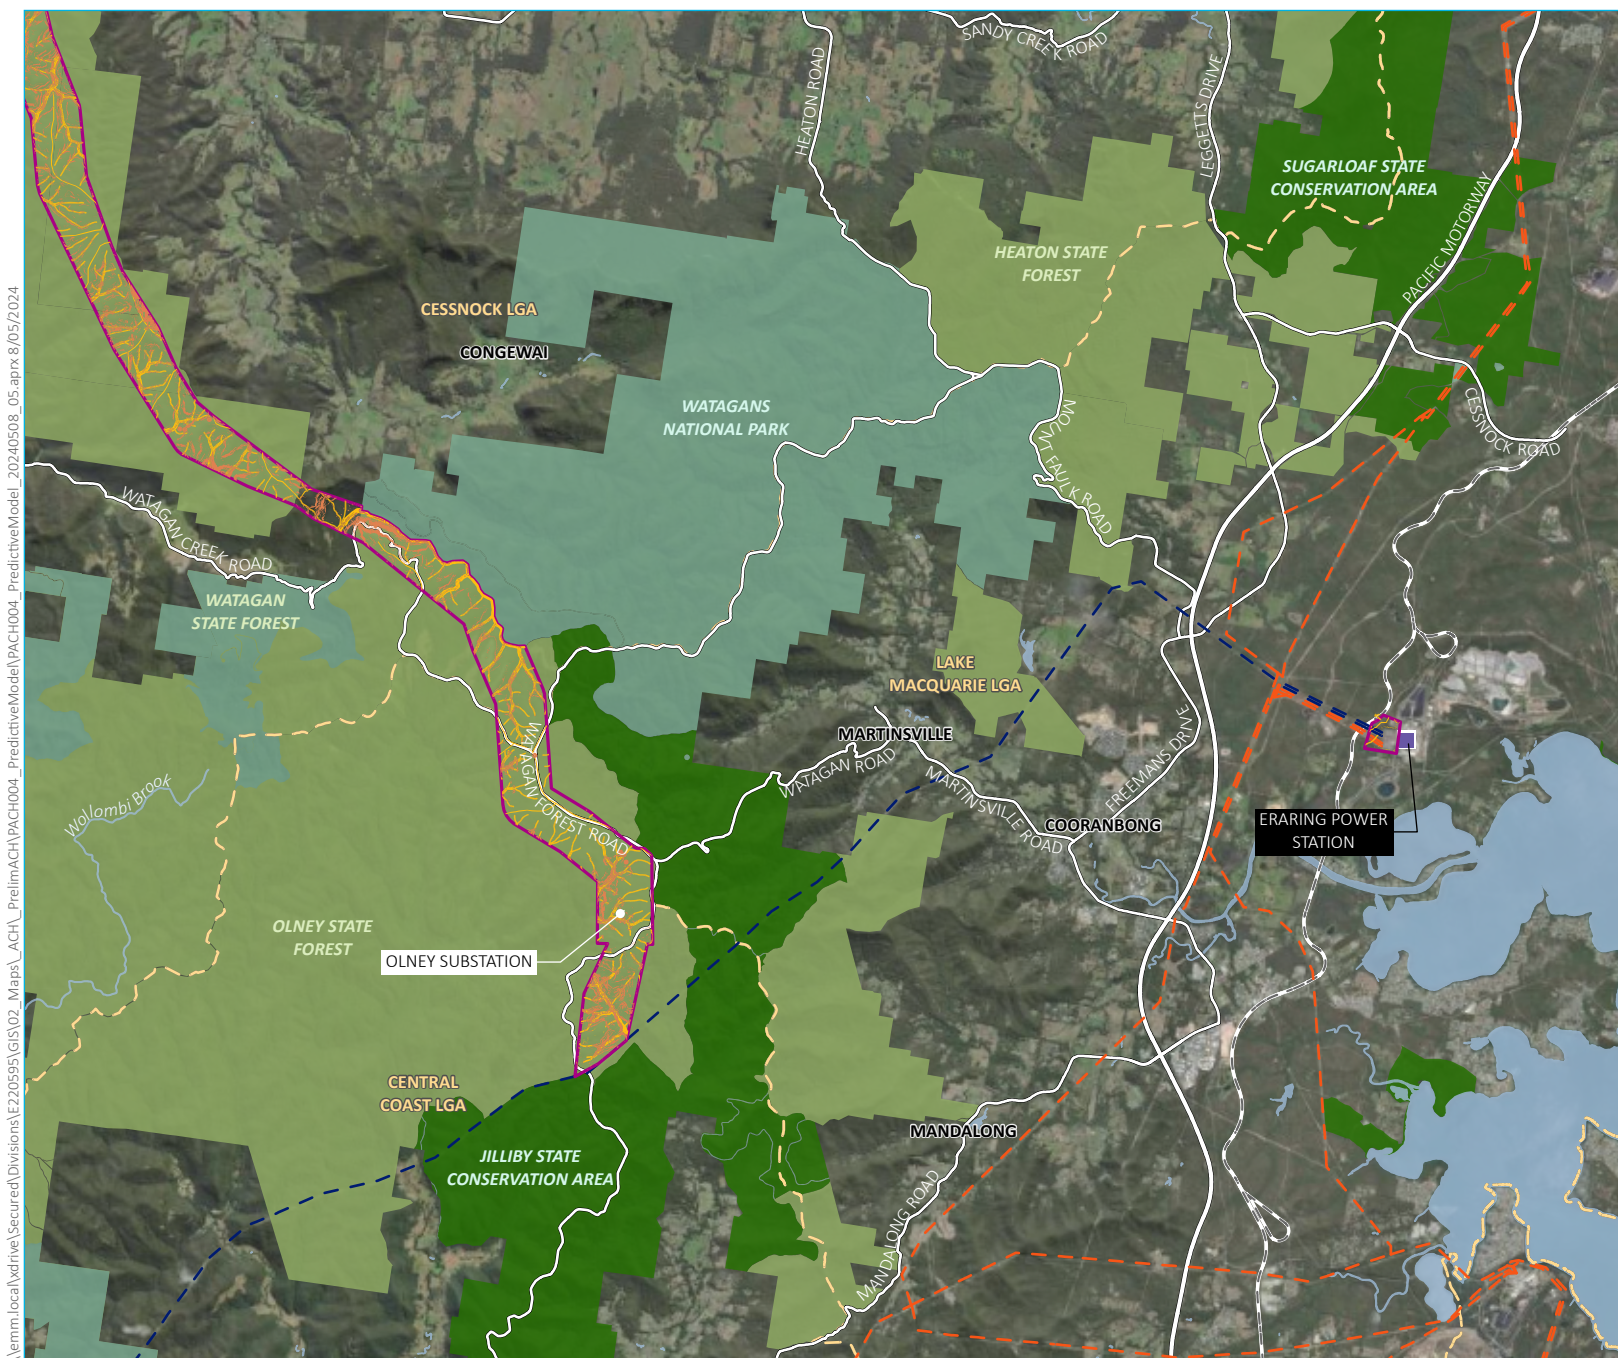 SANDY CREEK ROAD
HEATON ROAD
LEGGETTS DRIVE
SUGARLOAF STATE
CONSERVATION AREA
PACIFIC MOTORWAY
HEATON STATE
FOREST
CESSNOCK LGA
CONGEWAI
WATAGANS
NATIONAL PARK
MOUNT FAULK ROAD
CESSNOCK ROAD
WATAGAN CREEK ROAD
WATAGAN
STATE FOREST
LAKE
MACQUARIE LGA
MARTINSVILLE
WATAGAN ROAD
MARTINSVILLE ROAD
FREEMANS DRIVE
COORANBONG
ERARING POWER
STATION
WATAGAN FOREST ROAD
Wollombi Brook
OLNEY STATE
FOREST
OLNEY SUBSTATION
CENTRAL
COAST LGA
JILLIBY STATE
CONSERVATION AREA
MANDALONG
MANDALONG ROAD
\\emm.local\xdrive\Secured\Divisions\E220595\GIS\02_Maps\_ACH\_PrelimACH\PACH004_PredictiveModel\PACH004_PredictiveModel_20240508_05.aprx 8/05/2024